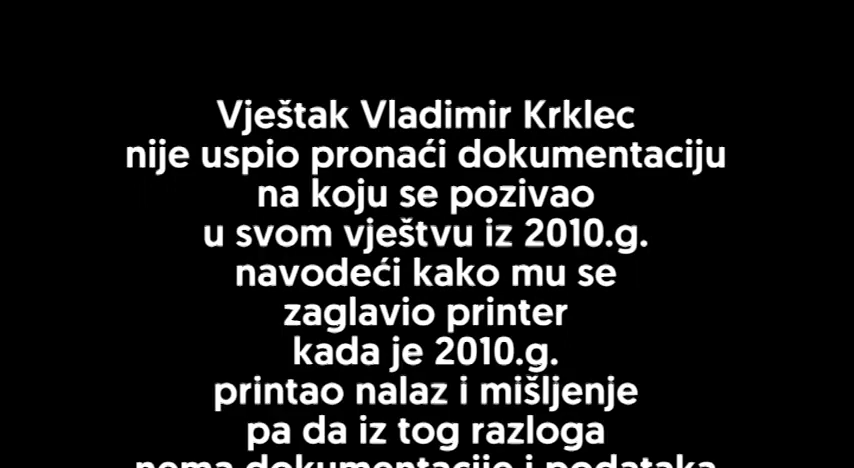 Vještak Vladimir Krklec
nije uspio pronaći dokumentaciju
na koju se pozivao
u svom vještvu iz 2010.g.
navodeći kako mu se
zaglavio printer
kada je 2010.g.
printao nalaz i mišljenje
pa da iz tog razloga
nema dokumentacije i podataka